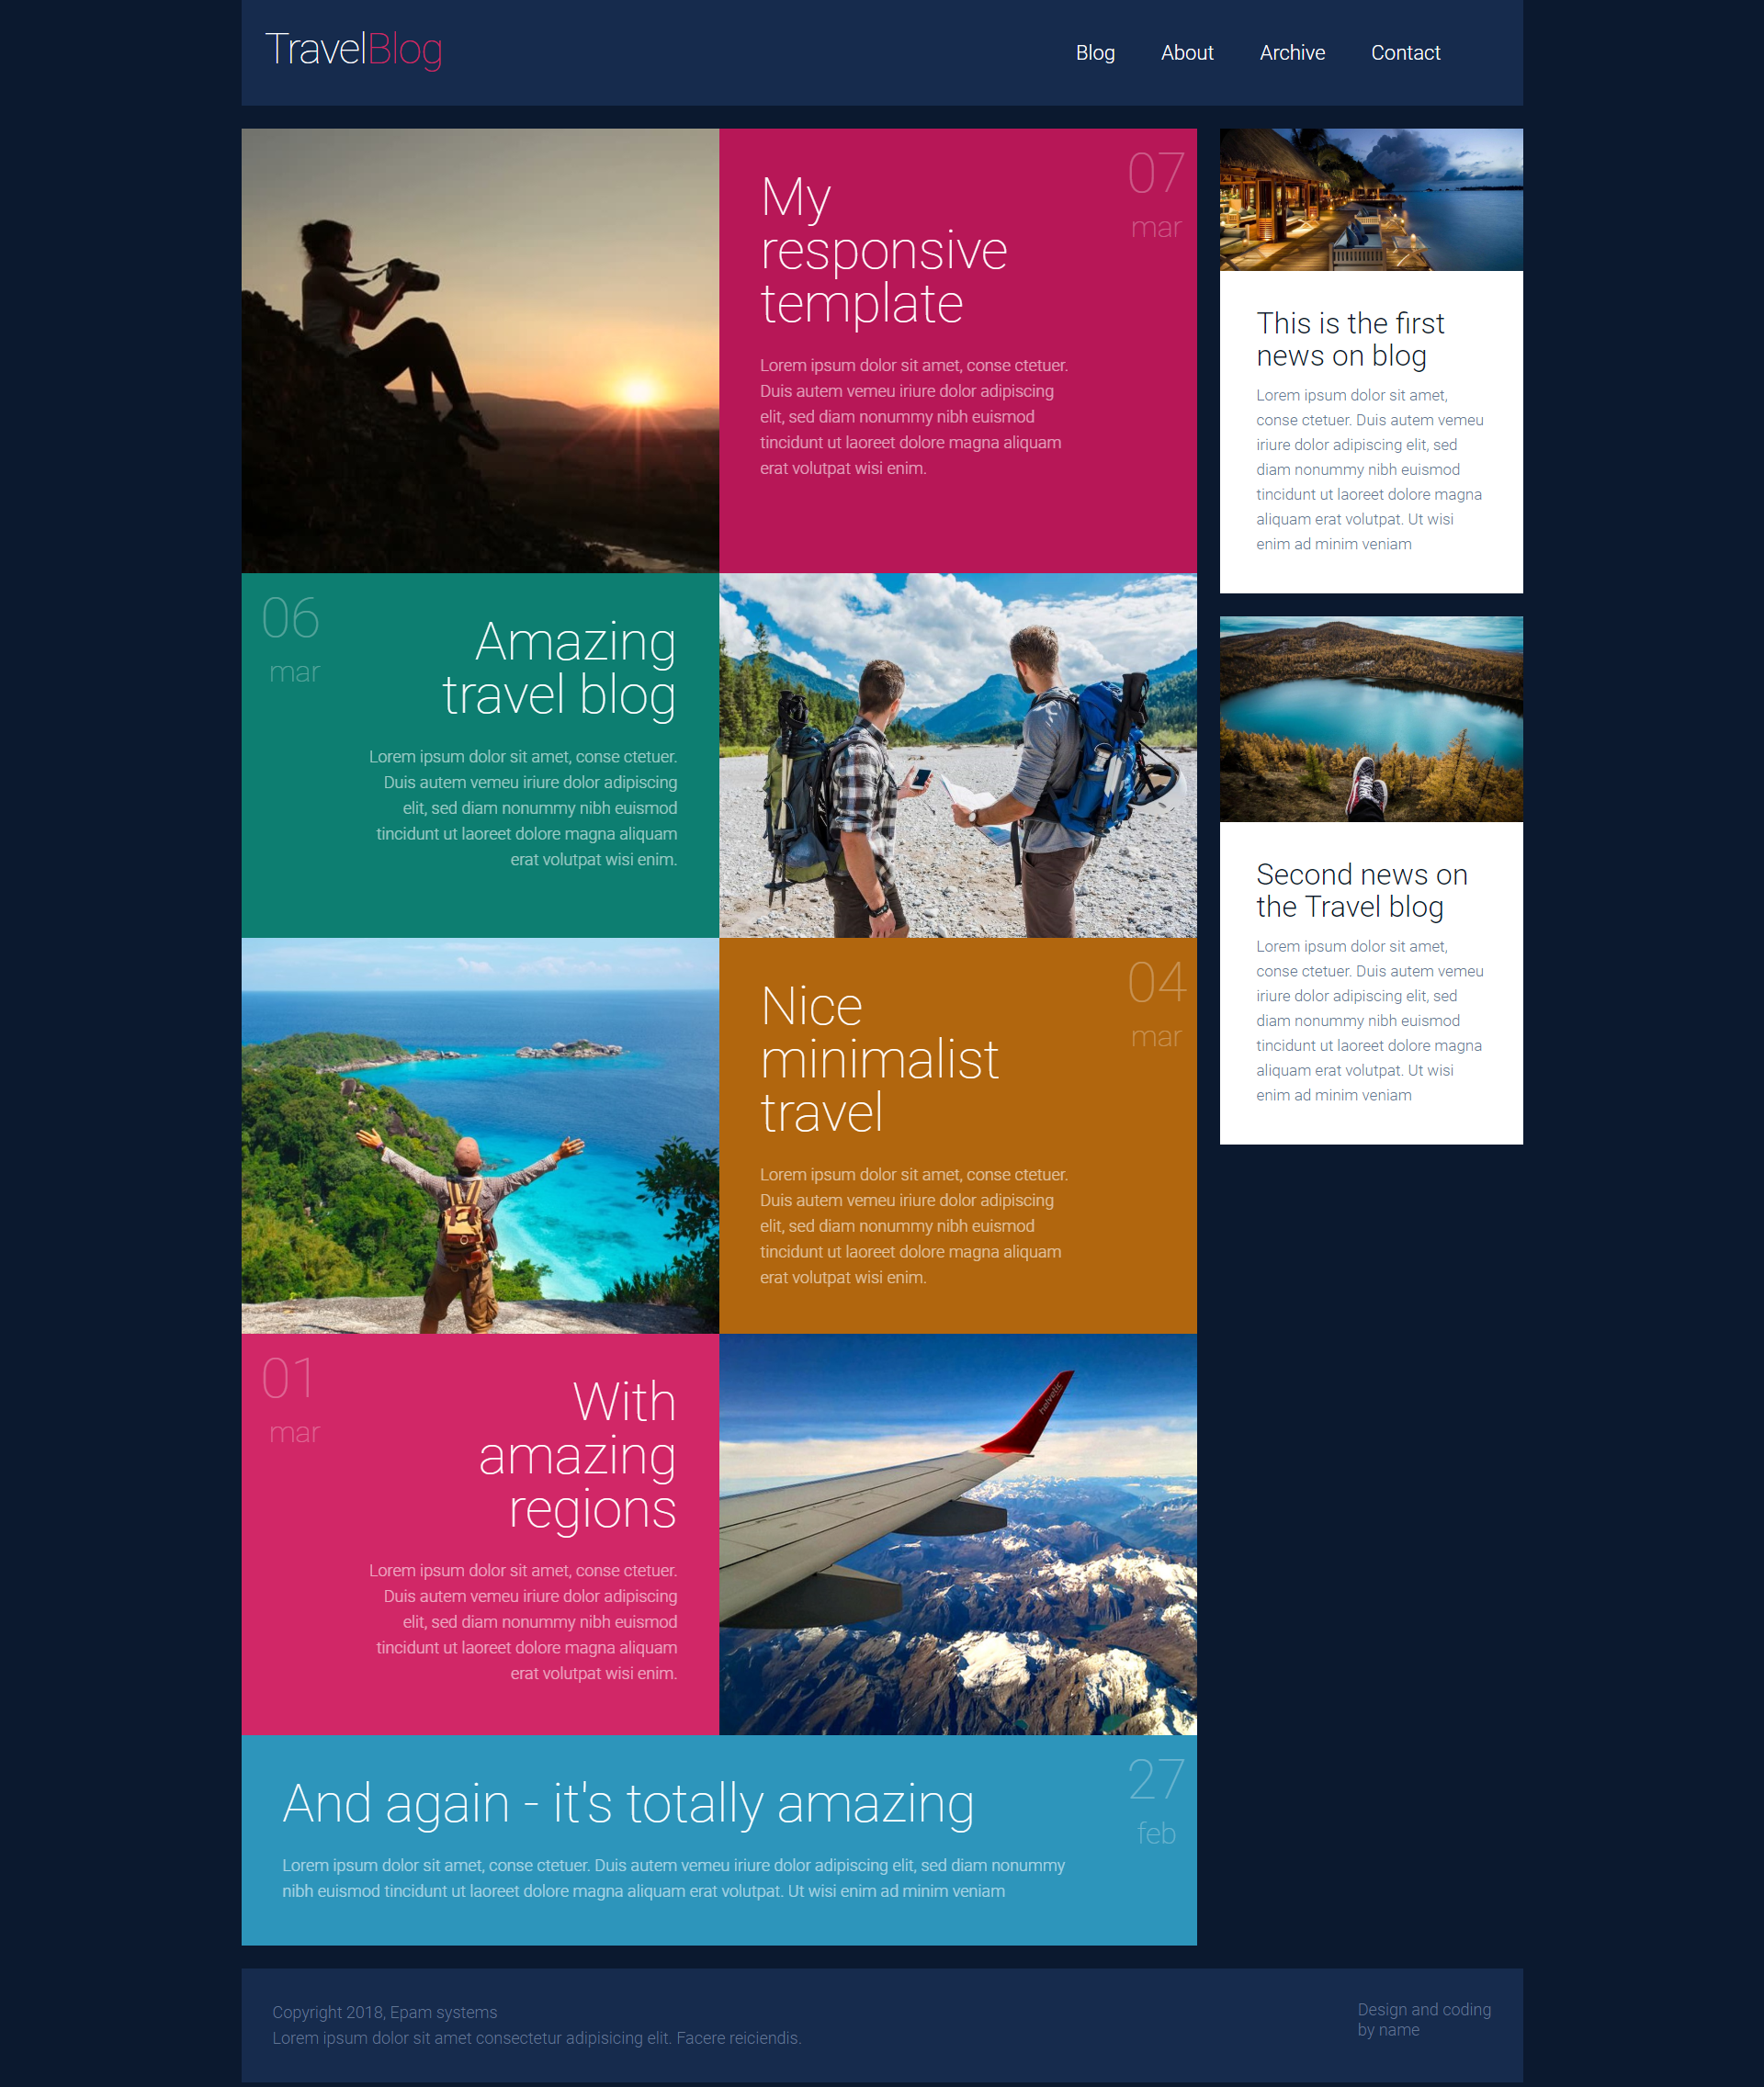 TravelBlog
Blog About Archive Contact
My
responsive
template
07
mar
Lorem ipsum dolor sit amet, conse ctetuer.
Duis autem vemeu iriure dolor adipiscing
elit, sed diam nonummy nibh euismod
tincidunt ut laoreet dolore magna aliquam
erat volutpat wisi enim.
06
mar
Amazing
travel blog
Lorem ipsum dolor sit amet, conse ctetuer.
Duis autem vemeu iriure dolor adipiscing
elit, sed diam nonummy nibh euismod
tincidunt ut laoreet dolore magna aliquam
erat volutpat wisi enim.
Nice
minimalist
travel
04
mar
Lorem ipsum dolor sit amet, conse ctetuer.
Duis autem vemeu iriure dolor adipiscing
elit, sed diam nonummy nibh euismod
tincidunt ut laoreet dolore magna aliquam
erat volutpat wisi enim.
01
mar
With
amazing
regions
Lorem ipsum dolor sit amet, conse ctetuer.
Duis autem vemeu iriure dolor adipiscing
elit, sed diam nonummy nibh euismod
tincidunt ut laoreet dolore magna aliquam
erat volutpat wisi enim.
helvetic
And again - it's totally amazing
27
feb
Lorem ipsum dolor sit amet, conse ctetuer. Duis autem vemeu iriure dolor adipiscing elit, sed diam nonummy
nibh euismod tincidunt ut laoreet dolore magna aliquam erat volutpat. Ut wisi enim ad minim veniam
This is the first
news on blog
Lorem ipsum dolor sit amet,
conse ctetuer. Duis autem vemeu
iriure dolor adipiscing elit, sed
diam nonummy nibh euismod
tincidunt ut laoreet dolore magna
aliquam erat volutpat. Ut wisi
enim ad minim veniam
Second news on
the Travel blog
Lorem ipsum dolor sit amet,
conse ctetuer. Duis autem vemeu
iriure dolor adipiscing elit, sed
diam nonummy nibh euismod
tincidunt ut laoreet dolore magna
aliquam erat volutpat. Ut wisi
enim ad minim veniam
Copyright 2018, Epam systems
Lorem ipsum dolor sit amet consectetur adipisicing elit. Facere reiciendis.
Design and coding
by name